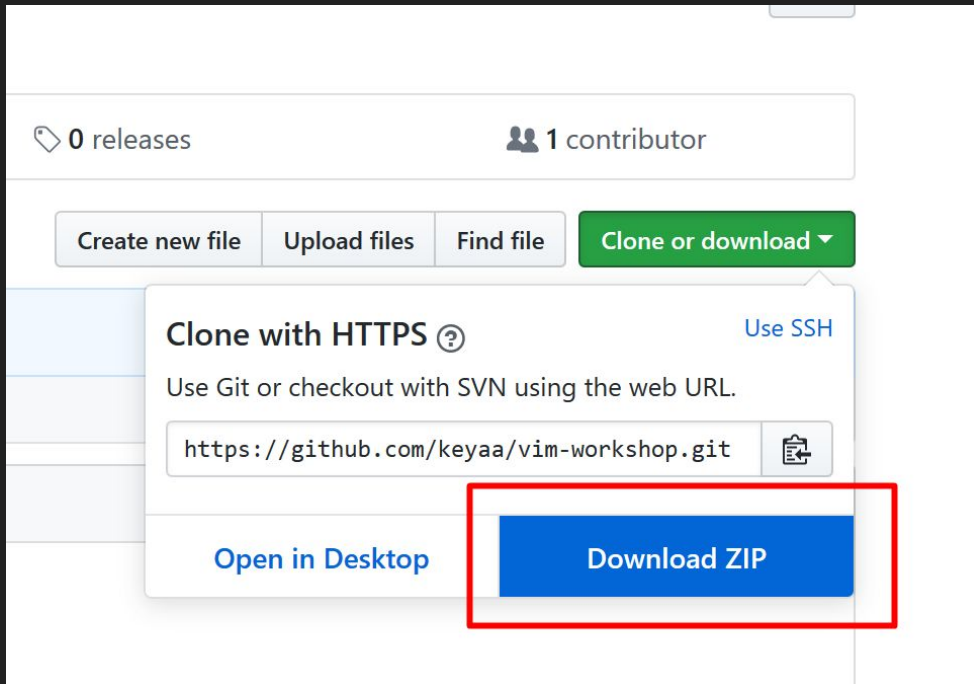 0 releases
1 contributor
Create new file
Upload files
Find file
Clone or download
Clone with HTTPS ?
Use SSH
Use Git or checkout with SVN using the web URL.
https://github.com/keyaa/vim-workshop.git
Open in Desktop
Download ZIP